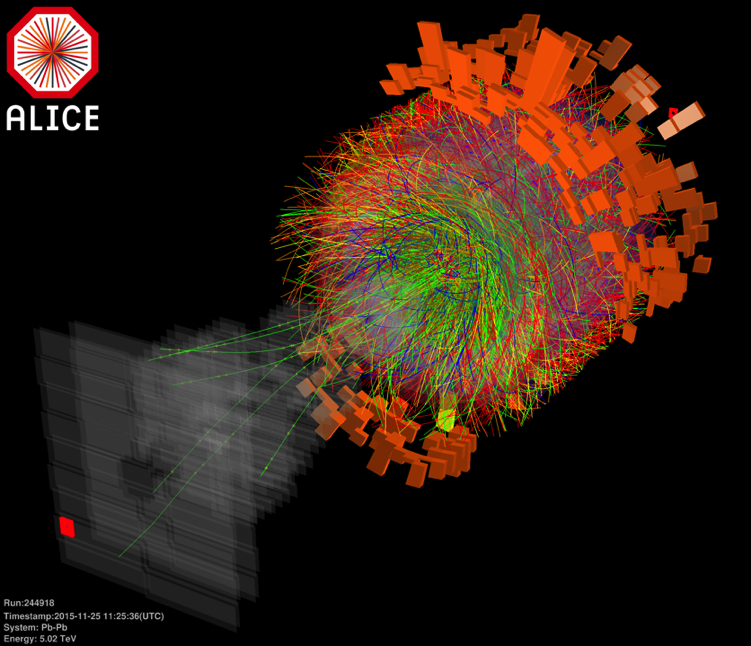 ALICE
Run:244918
Timestamp:2015-11-25 11:25:36(UTC)
System: Pb-Pb
Energy: 5.02 TeV